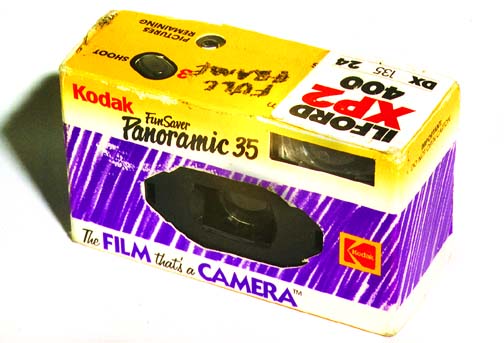 PICTURES
REMAINING
SHOOT
FULL
FRAME
ILFORD
XP2
400
DX 135 24
Kodak
FunSaver
Panoramic 35
Kodak
The FILM that's a CAMERA™